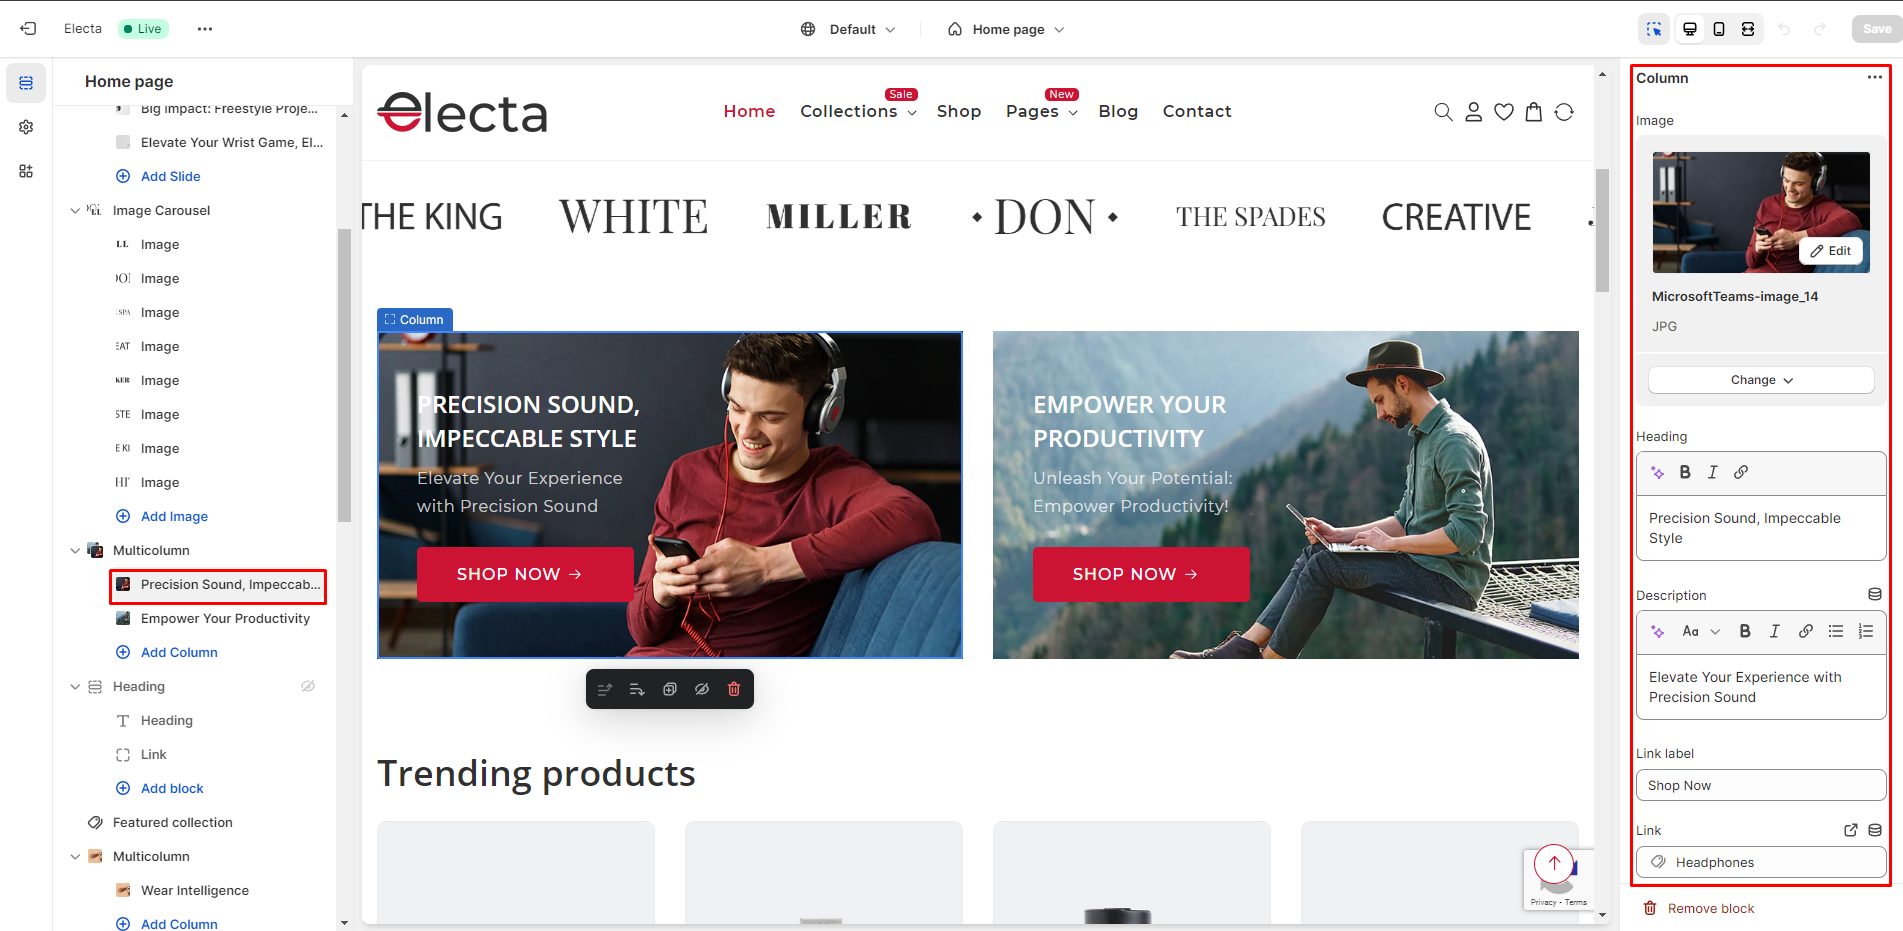 Electa
Live
Default
Home page
Save
Home page
Big Impact: Freestyle Proje...
Elevate Your Wrist Game, El...
Add Slide
Image Carousel
Image
Image
Image
Image
Image
Image
Image
Image
Add Image
Multicolumn
Precision Sound, Impeccab...
Empower Your Productivity
Add Column
Heading
Heading
Link
Add block
Featured collection
Multicolumn
Wear Intelligence
Add Column
electa
Home
Collections
Sale
Shop
Pages
New
Blog
Contact
THE KING
WHITE
MILLER
DON
THE SPADES
CREATIVE
Column
PRECISION SOUND,
IMPECCABLE STYLE
Elevate Your Experience
with Precision Sound
SHOP NOW →
EMPOWER YOUR
PRODUCTIVITY
Unleash Your Potential:
Empower Productivity!
SHOP NOW →
Trending products
Privacy - Terms
Column
Image
Edit
MicrosoftTeams-image_14
JPG
Change
Heading
B I
Precision Sound, Impeccable
Style
Description
Aa B I
Elevate Your Experience with
Precision Sound
Link label
Shop Now
Link
Headphones
Remove block